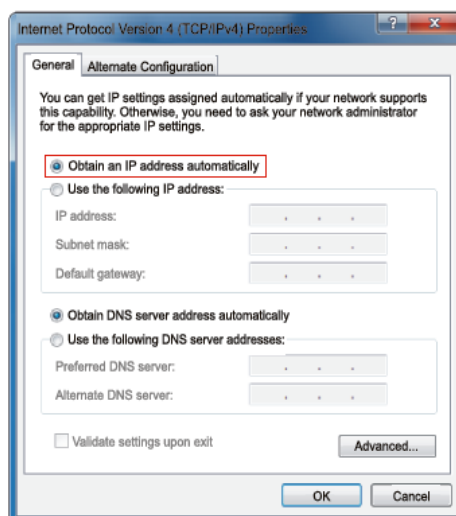 Internet Protocol Version 4 (TCP/IPv4) Properties
General
Alternate Configuration
You can get IP settings assigned automatically if your network supports
this capability. Otherwise, you need to ask your network administrator
for the appropriate IP settings.
Obtain an IP address automatically
Use the following IP address:
IP address:
Subnet mask:
Default gateway:
Obtain DNS server address automatically
Use the following DNS server addresses:
Preferred DNS server:
Alternate DNS server:
Validate settings upon exit
Advanced...
OK
Cancel